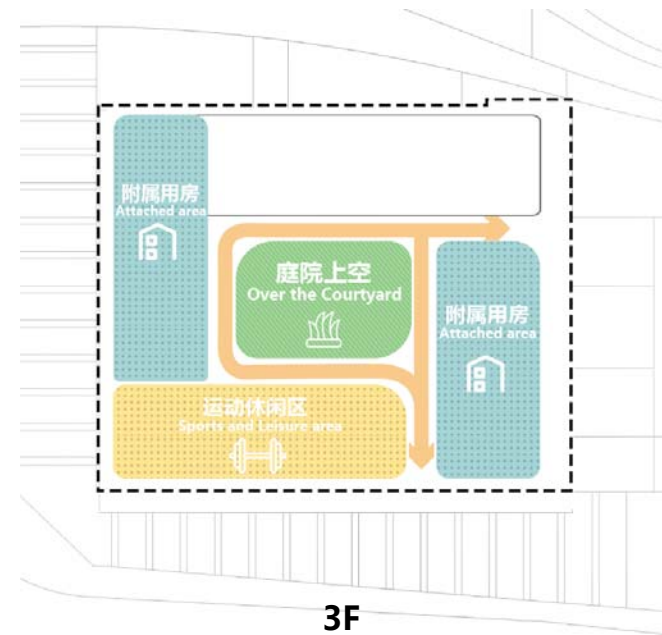 附属用房
Attached area
庭院上空
Over the Courtyard
附属用房
Attached area
运动休闲区
Sports and Leisure area
3F